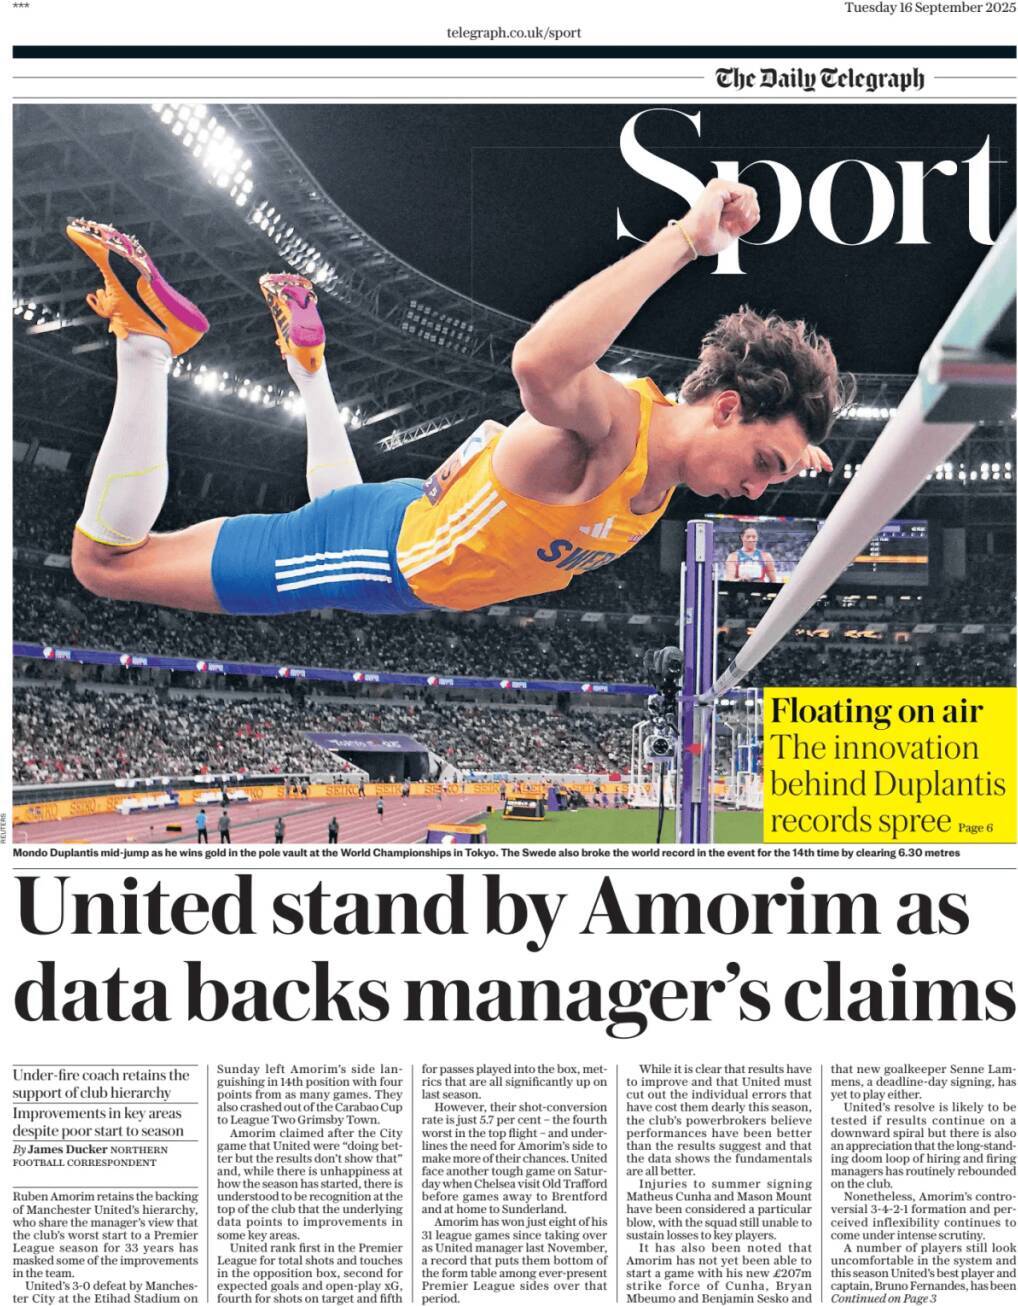 ***
Tuesday 16 September 2025
telegraph.co.uk/sport
The Daily Telegraph
Sport
SWE
TOKYO 25
SEIKO
SEIKO
SEIKO
SEIKO
REUTERS
Floating on air
The innovation
behind Duplantis
records spree Page 6
Mondo Duplantis mid-jump as he wins gold in the pole vault at the World Championships in Tokyo. The Swede also broke the world record in the event for the 14th time by clearing 6.30 metres
United stand by Amorim as
data backs manager's claims
Under-fire coach retains the
support of club hierarchy
Improvements in key areas
despite poor start to season
By James Ducker NORTHERN
FOOTBALL CORRESPONDENT
Ruben Amorim retains the backing
of Manchester United's hierarchy,
who share the manager's view that
the club's worst start to a Premier
League season for 33 years has
masked some of the improvements
in the team.
United's 3-0 defeat by Manches-
ter City at the Etihad Stadium on
Sunday left Amorim's side lan-
guishing in 14th position with four
points from as many games. They
also crashed out of the Carabao Cup
to League Two Grimsby Town.
Amorim claimed after the City
game that United were "doing bet-
ter but the results don't show that"
and, while there is unhappiness at
how the season has started, there is
understood to be recognition at the
top of the club that the underlying
data points to improvements in
some key areas.
United rank first in the Premier
League for total shots and touches
in the opposition box, second for
expected goals and open-play xG,
fourth for shots on target and fifth
for passes played into the box, met-
rics that are all significantly up on
last season.
However, their shot-conversion
rate is just 5.7 per cent – the fourth
worst in the top flight – and under-
lines the need for Amorim's side to
make more of their chances. United
face another tough game on Satur-
day when Chelsea visit Old Trafford
before games away to Brentford
and at home to Sunderland.
Amorim has won just eight of his
31 league games since taking over
as United manager last November,
a record that puts them bottom of
the form table among ever-present
Premier League sides over that
period.
While it is clear that results have
to improve and that United must
cut out the individual errors that
have cost them dearly this season,
the club's powerbrokers believe
performances have been better
than the results suggest and that
the data shows the fundamentals
are all better.
Injuries to summer signing
Matheus Cunha and Mason Mount
have been considered a particular
blow, with the squad still unable to
sustain losses to key players.
It has also been noted that
Amorim has not yet been able to
start a game with his new £207m
strike force of Cunha, Bryan
Mbeumo and Benjamin Sesko and
that new goalkeeper Senne Lam-
mens, a deadline-day signing, has
yet to play either.
United's resolve is likely to be
tested if results continue on a
downward spiral but there is also
an appreciation that the long-stand-
ing doom loop of hiring and firing
managers has routinely rebounded
on the club.
Nonetheless, Amorim's contro-
versial 3-4-2-1 formation and per-
ceived inflexibility continues to
come under intense scrutiny.
A number of players still look
uncomfortable in the system and
this season United's best player and
captain, Bruno Fernandes, has been
Continued on Page 3